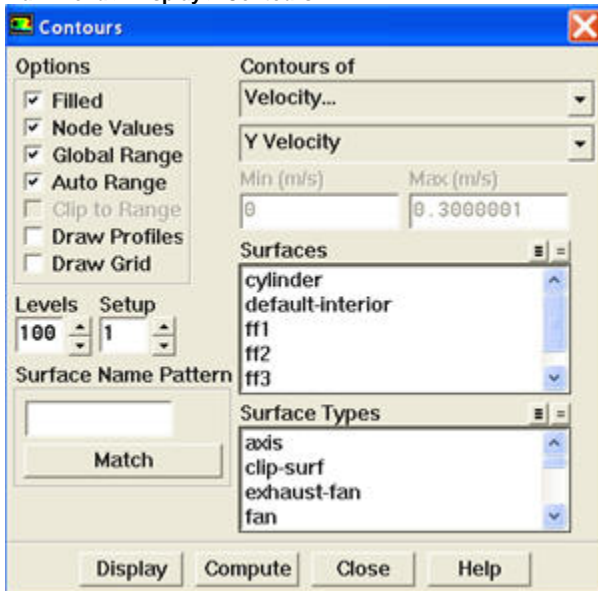 Contours
Options
Contours of
Filled
Velocity...
Node Values
Y Velocity
Global Range
Auto Range
Min (m/s) Max (m/s)
Clip to Range
0 0.3000001
Draw Profiles
Surfaces
Draw Grid
cylinder
default-interior
ff1
ff2
ff3
Levels Setup
100 1
Surface Name Pattern
Surface Types
axis
clip-surf
exhaust-fan
fan
Match
Display Compute Close Help